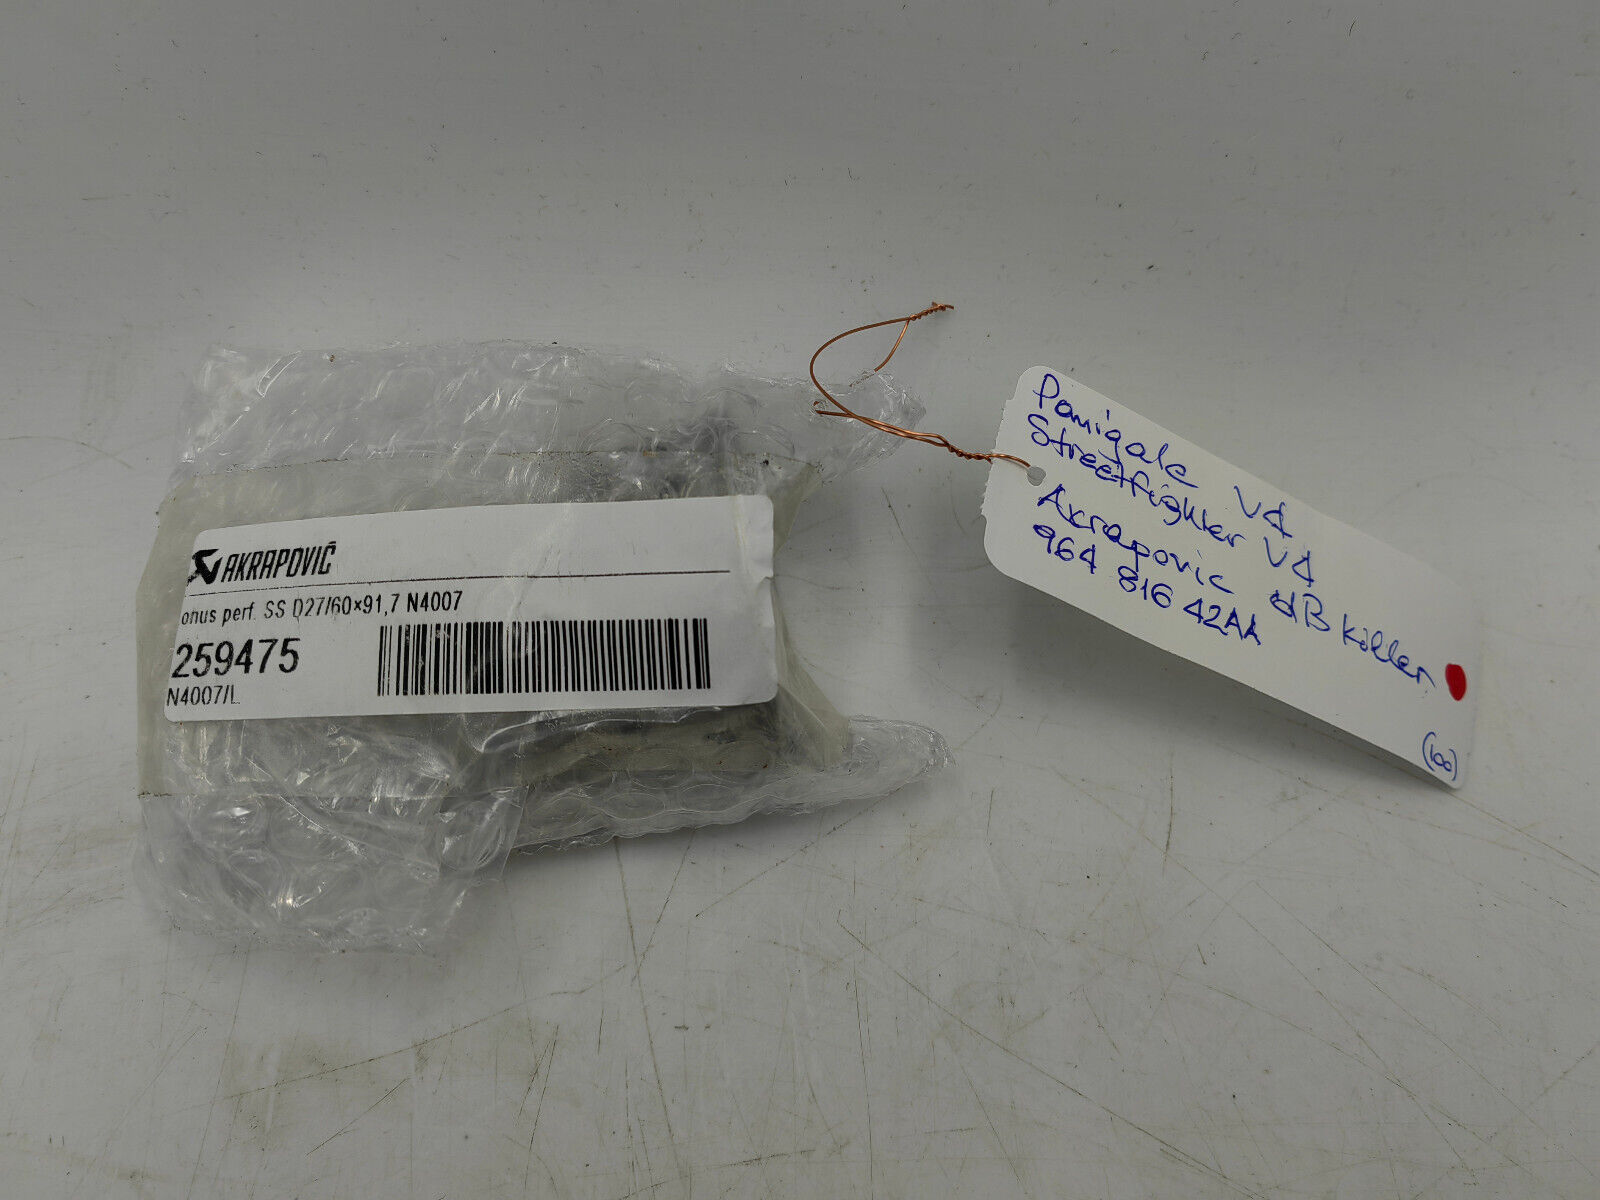 AKRAPOVIČ
onus perf. SS D27/60×91,7 N4007
259475
N4007/L
Panigale V4
Streetfighter V4
Akrapovic dB Killer
964 816 42AA
(100)